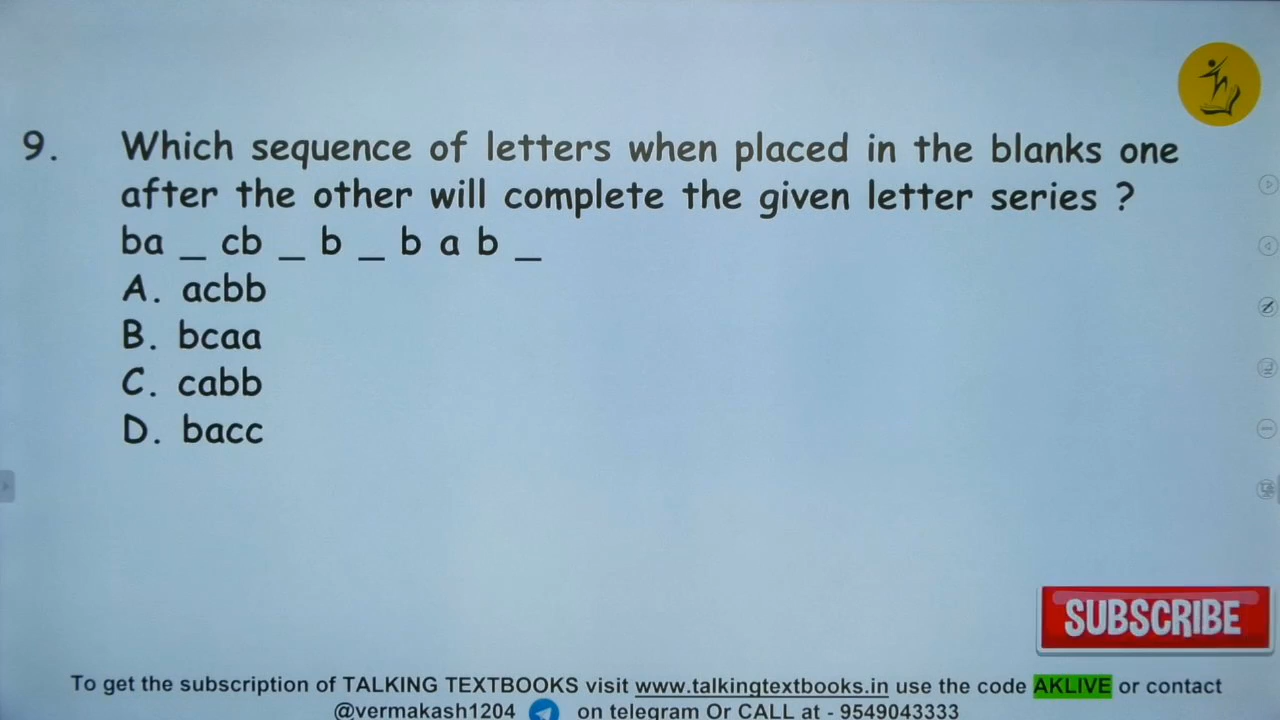 9. Which sequence of letters when placed in the blanks one
after the other will complete the given letter series ?
ba _ cb _ b _ b a b _
A. acbb
B. bcaa
C. cabb
D. bacc
SUBSCRIBE
To get the subscription of TALKING TEXTBOOKS visit www.talkingtextbooks.in use the code AKLIVE or contact
@vermakash1204 on telegram Or CALL at - 9549043333